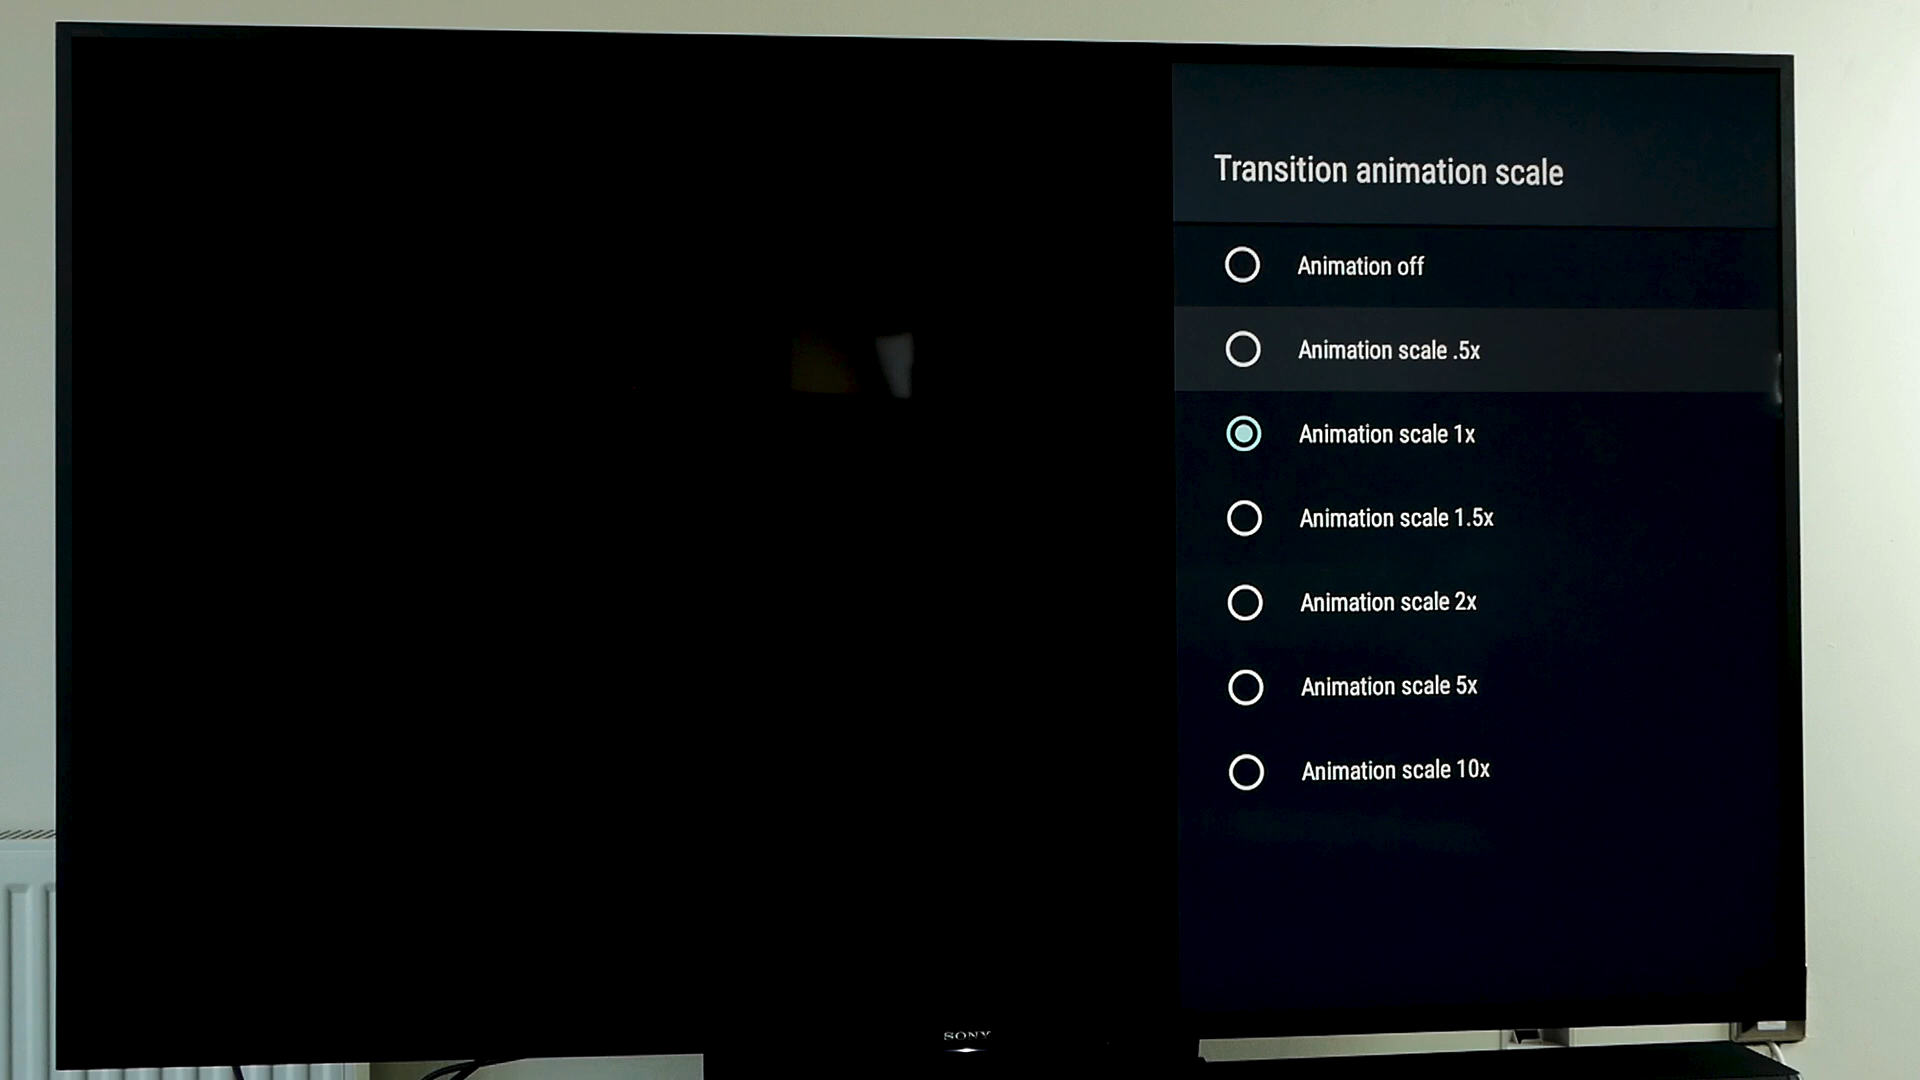 Transition animation scale
Animation off
Animation scale .5x
Animation scale 1x
Animation scale 1.5x
Animation scale 2x
Animation scale 5x
Animation scale 10x
SONY